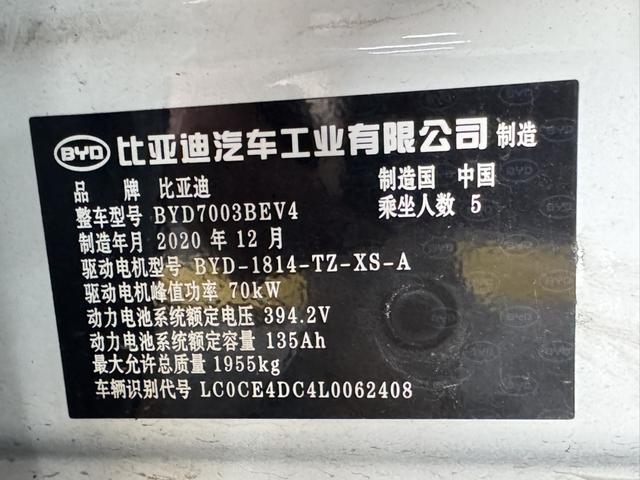 BYD 比亚迪汽车工业有限公司 制造
品 牌 比亚迪 制造国 中国
整车型号 BYD7003BEV4 乘坐人数 5
制造年月 2020 年 12 月
驱动电机型号 BYD-1814-TZ-XS-A
驱动电机峰值功率 70kW
动力电池系统额定电压 394.2V
动力电池系统额定容量 135Ah
最大允许总质量 1955kg
车辆识别代号 LC0CE4DC4L0062408